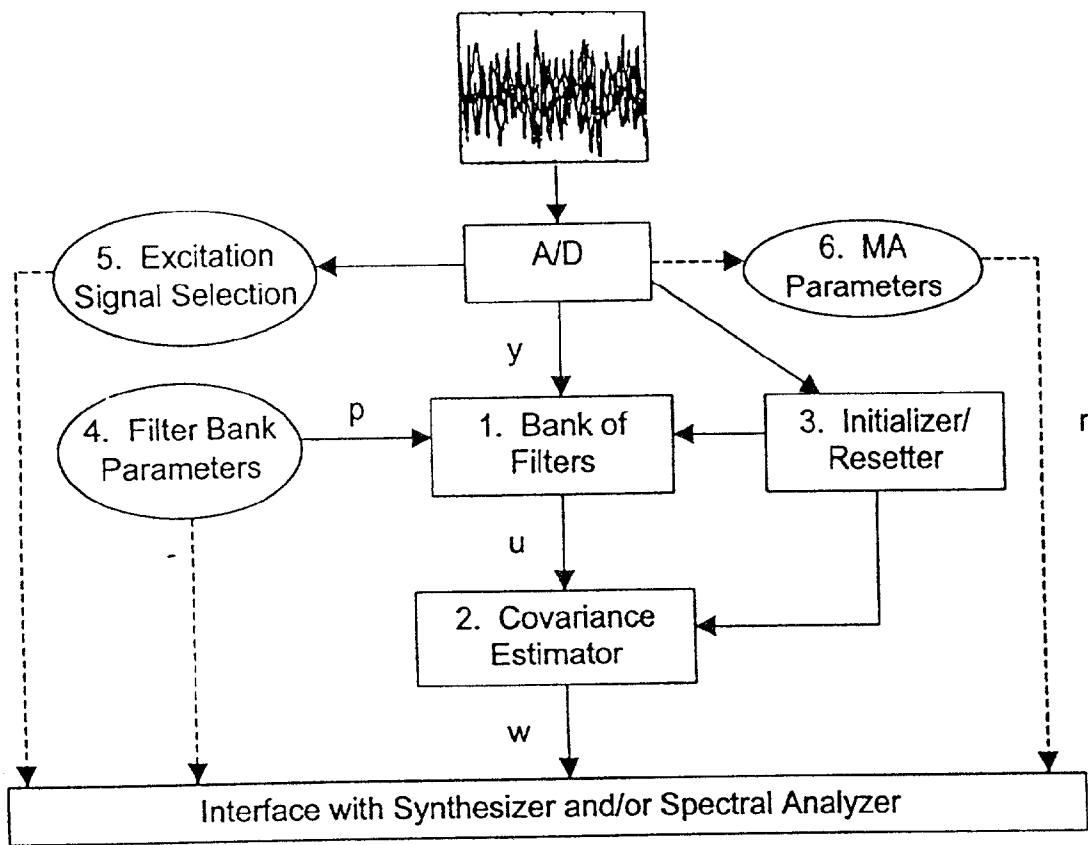 A/D
5. Excitation
Signal Selection
6. MA
Parameters
y
r
4. Filter Bank
Parameters
p
1. Bank of
Filters
3. Initializer/
Resetter
u
2. Covariance
Estimator
w
Interface with Synthesizer and/or Spectral Analyzer